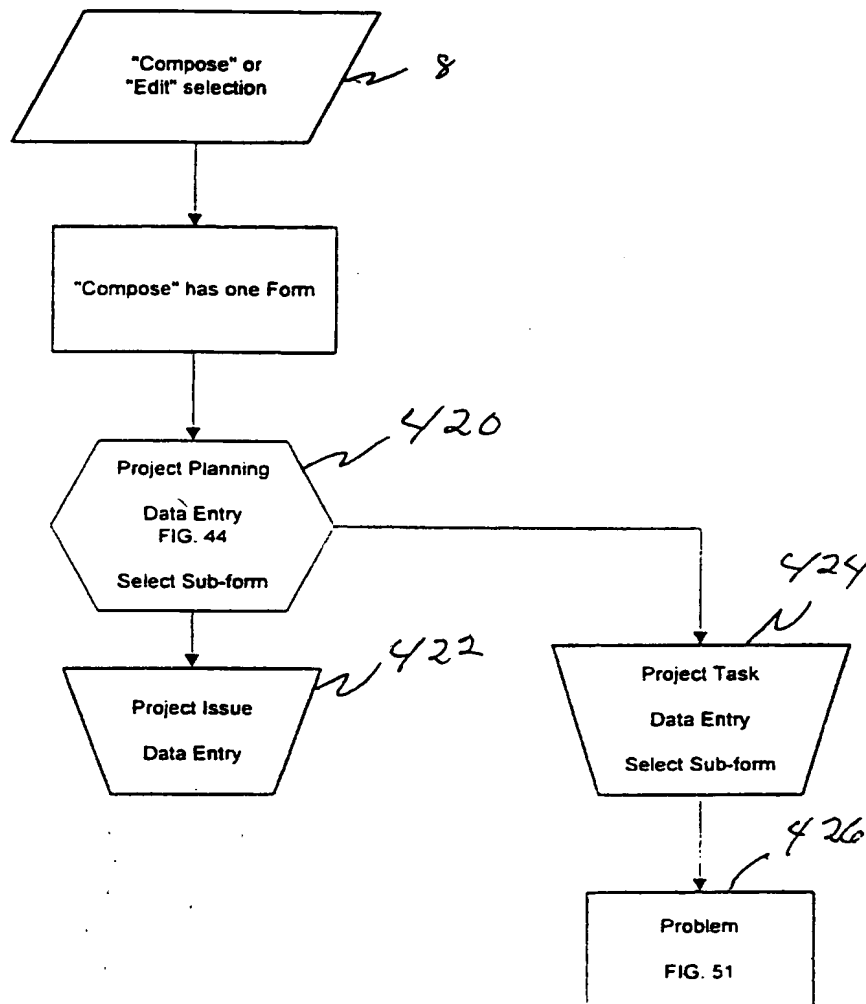 "Compose" or
"Edit" selection
8
"Compose" has one Form
420
Project Planning
Data Entry
FIG. 44
Select Sub-form
424
422
Project Issue
Data Entry
Project Task
Data Entry
Select Sub-form
426
Problem
FIG. 51